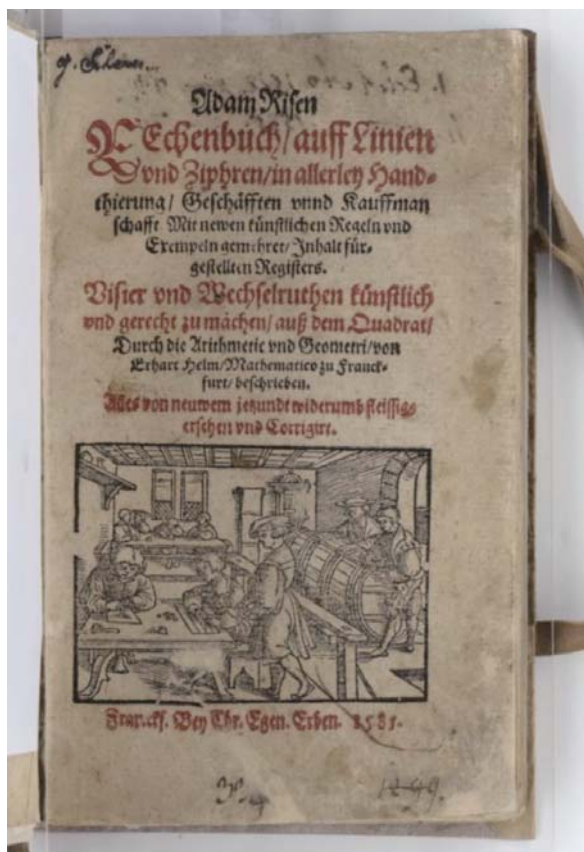 Adam Risen
REchenbuch/ auff Linien
vnd Ziphren/ in allerley Hand-
thierung/ Geschäfften vnnd Kauffman
schafft Mit newen künstlichen Regeln vnd
Exempeln gemehret/ Inhalt für-
gestellten Registers.
Visier vnd Wechselruthen künstlich
vnd gerecht zu machen/ auß dem Quadrat/
Durch die Arithmetic vnd Geometri/ von
Erhart Helm/ Mathematico zu Franck-
furt/ beschrieben.
Alles von neuwem jetzundt widerumb fleissigs
ersehen vnd Corrigirt.
Franckf. Bey Chr. Egen. Erben. 1581.